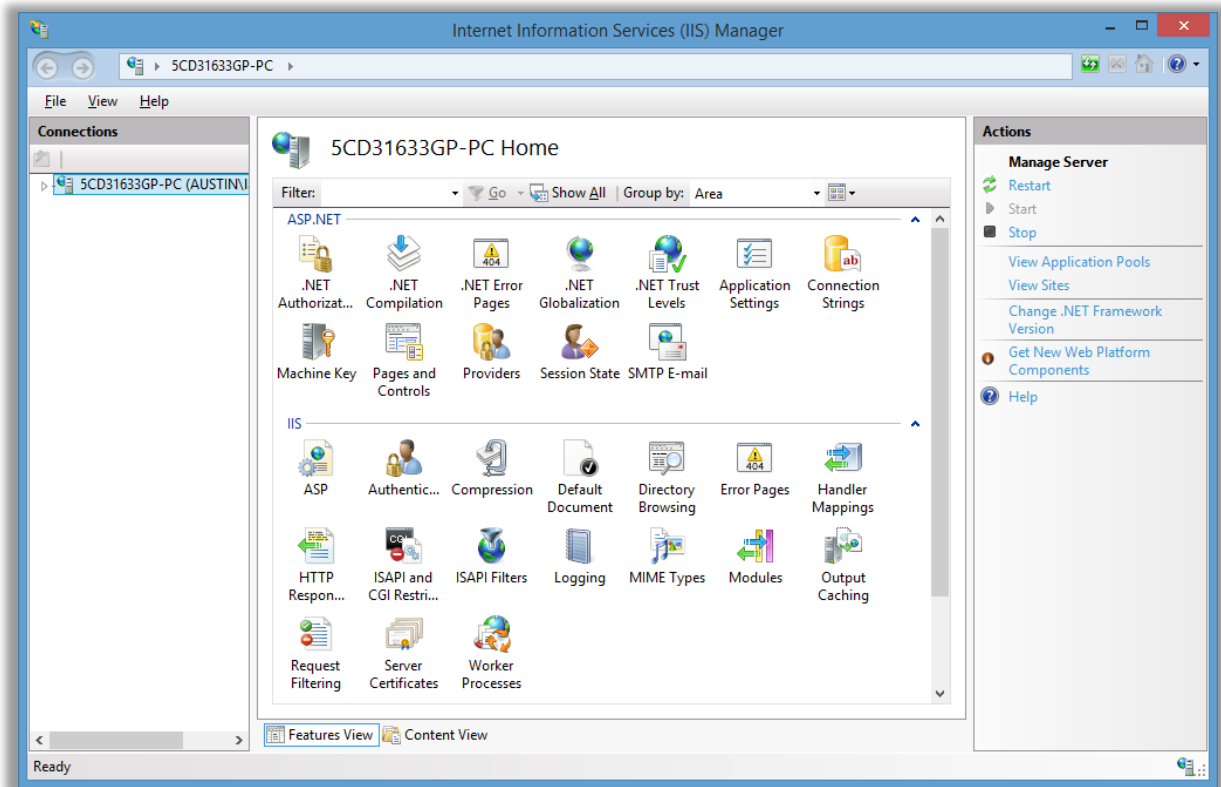 Internet Information Services (IIS) Manager
5CD31633GP-PC
File View Help
Connections
5CD31633GP-PC (AUSTIN\I
5CD31633GP-PC Home
Filter: Go Show All Group by: Area
ASP.NET
.NET Authorizat...
.NET Compilation
.NET Error Pages
.NET Globalization
.NET Trust Levels
Application Settings
Connection Strings
Machine Key
Pages and Controls
Providers
Session State
SMTP E-mail
IIS
ASP
Authentic...
Compression
Default Document
Directory Browsing
Error Pages
Handler Mappings
HTTP Respon...
ISAPI and CGI Restri...
ISAPI Filters
Logging
MIME Types
Modules
Output Caching
Request Filtering
Server Certificates
Worker Processes
Features View Content View
Actions
Manage Server
Restart
Start
Stop
View Application Pools
View Sites
Change .NET Framework
Version
Get New Web Platform
Components
Help
Ready